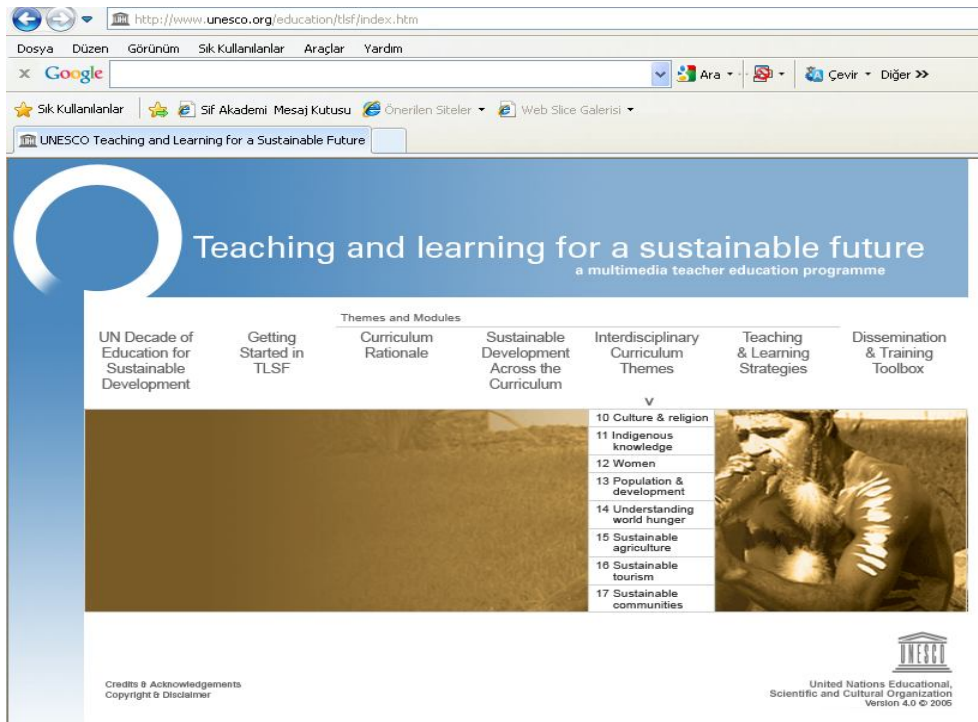 http://www.unesco.org/education/tlsf/index.htm
Dosya Düzen Görünüm Sık Kullanılanlar Araçlar Yardım
x Google Ara Çevir Diğer »
Sık Kullanılanlar Sif Akademi Mesaj Kutusu Önerilen Siteler Web Slice Galerisi
UNESCO Teaching and Learning for a Sustainable Future
Teaching and learning for a sustainable future
a multimedia teacher education programme
Themes and Modules
UN Decade of
Education for
Sustainable
Development
Getting
Started in
TLSF
Curriculum
Rationale
Sustainable
Development
Across the
Curriculum
Interdisciplinary
Curriculum
Themes
v
Teaching
& Learning
Strategies
Dissemination
& Training
Toolbox
10 Culture & religion
11 Indigenous
knowledge
12 Women
13 Population &
development
14 Understanding
world hunger
15 Sustainable
agriculture
16 Sustainable
tourism
17 Sustainable
communities
Credits & Acknowledgements
Copyright & Disclaimer
UNESCO
United Nations Educational,
Scientific and Cultural Organization
Version 4.0 © 2005